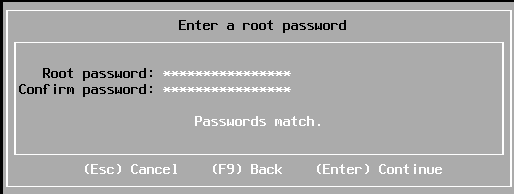 Enter a root password
Root password: ****************
Confirm password: ****************
Passwords match.
(Esc) Cancel (F9) Back (Enter) Continue